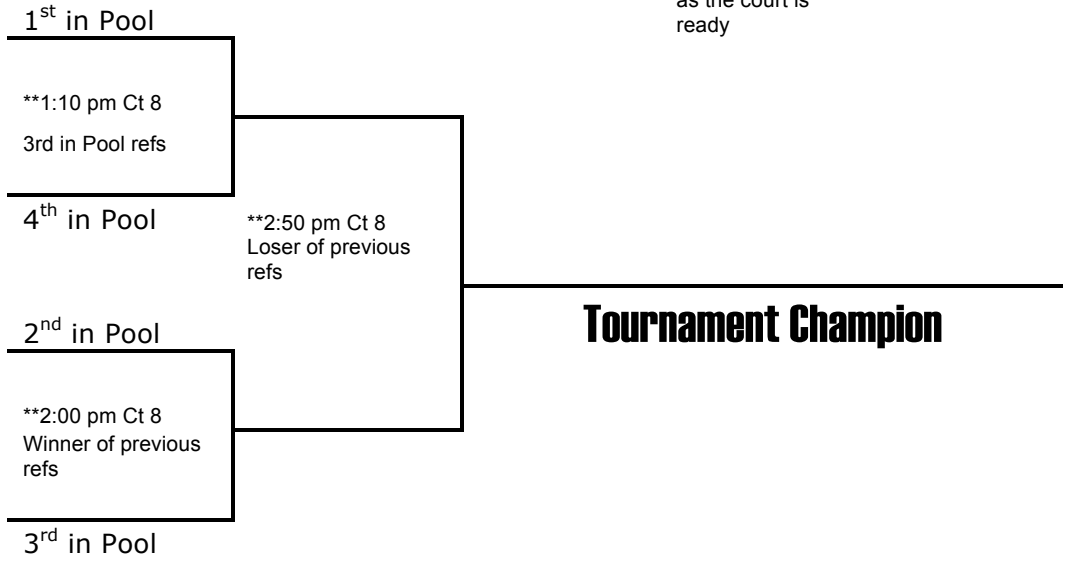 as the court is
ready
1st in Pool
**1:10 pm Ct 8
3rd in Pool refs
4th in Pool
**2:50 pm Ct 8
Loser of previous
refs
2nd in Pool
Tournament Champion
**2:00 pm Ct 8
Winner of previous
refs
3rd in Pool